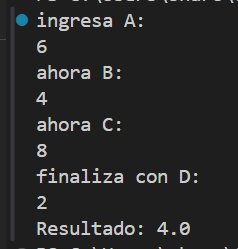 ingresa A:
6
ahora B:
4
ahora C:
8
finaliza con D:
2
Resultado: 4.0